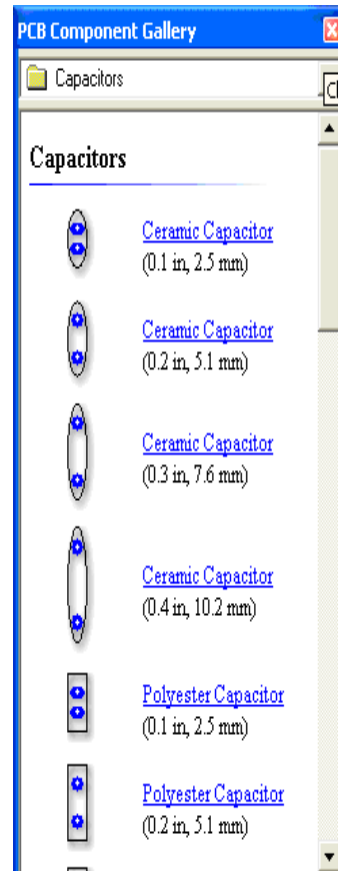 PCB Component Gallery
Capacitors
Capacitors
Ceramic Capacitor
(0.1 in, 2.5 mm)
Ceramic Capacitor
(0.2 in, 5.1 mm)
Ceramic Capacitor
(0.3 in, 7.6 mm)
Ceramic Capacitor
(0.4 in, 10.2 mm)
Polyester Capacitor
(0.1 in, 2.5 mm)
Polyester Capacitor
(0.2 in, 5.1 mm)